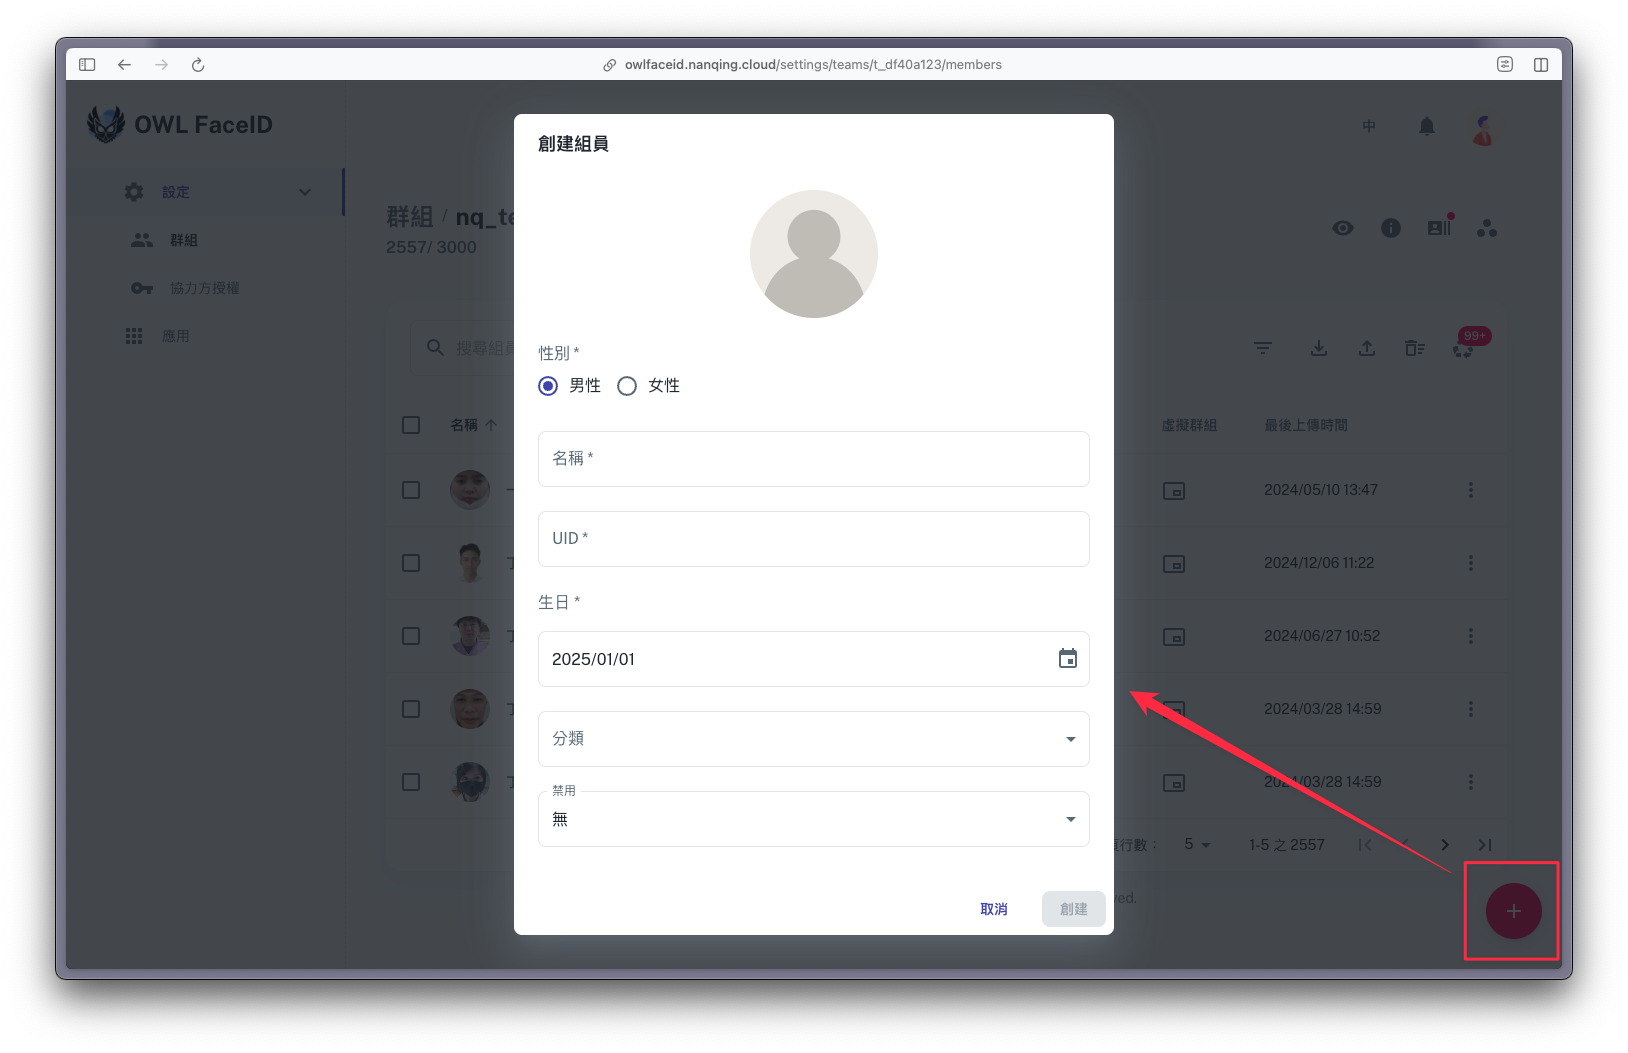 owlfaceid.nanqing.cloud/settings/teams/t_df40a123/members
OWL FaceID
中
設定
群組
協力方授權
應用
群組 / nq_te
2557/ 3000
搜尋組員
99+
名稱
虛擬群組
最後上傳時間
2024/05/10 13:47
2024/12/06 11:22
2024/06/27 10:52
2024/03/28 14:59
2024/03/28 14:59
頁行數：
5
1-5 之 2557
ved.
創建組員
性別 *
男性
女性
名稱 *
UID *
生日 *
2025/01/01
分類
禁用
無
取消
創建